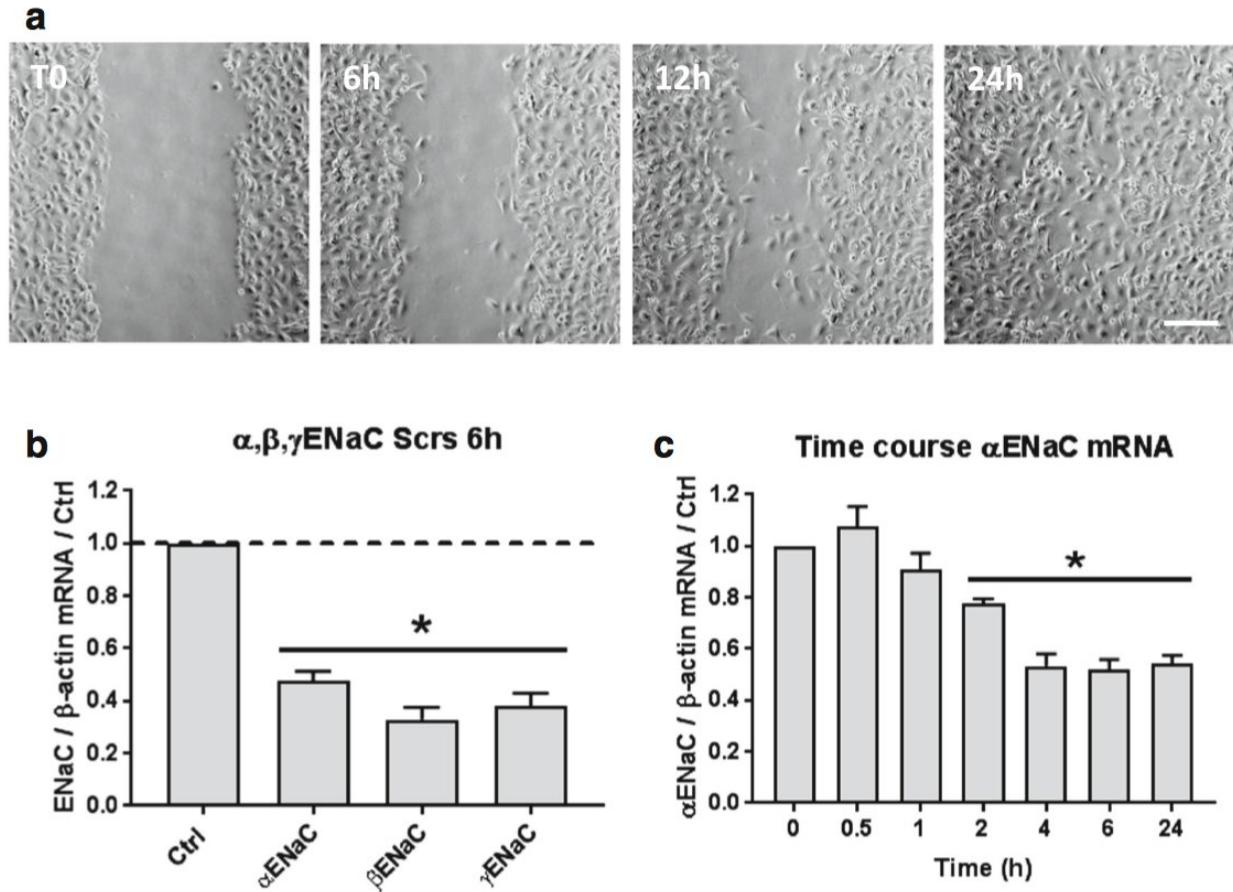 a
T0 6h 12h 24h
b
α,β,γENaC Scrs 6h
ENaC / β-actin mRNA / Ctrl
1.2
1.0
0.8
0.6
0.4
0.2
0.0
*
Ctrl αENaC βENaC γENaC
c
Time course αENaC mRNA
αENaC / β-actin mRNA / Ctrl
1.2
1.0
0.8
0.6
0.4
0.2
0.0
*
0 0.5 1 2 4 6 24
Time (h)